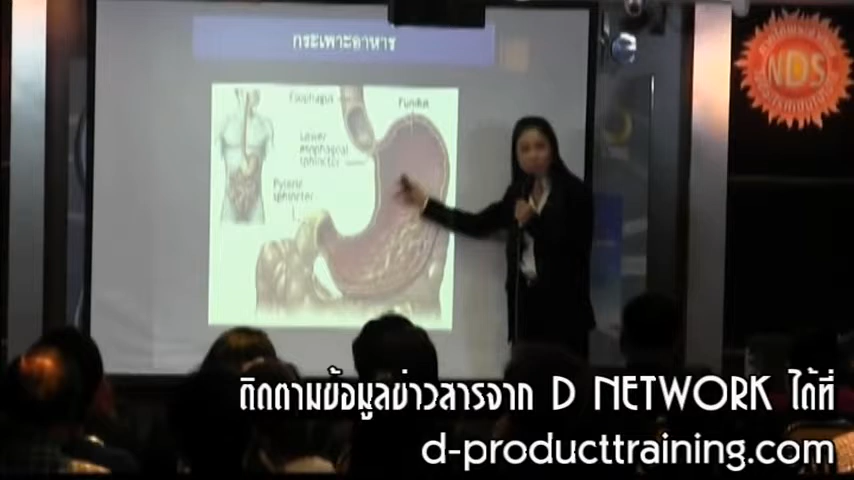 กระเพาะอาหาร
Esophagus
Fundus
Lower
esophageal
sphincter
Pyloric
sphincter
NDS
ติดตามข้อมูลข่าวสารจาก D NETWORK ได้ที่
d-producttraining.com